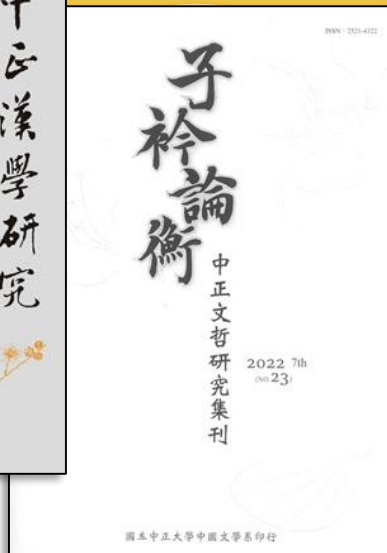 中正漢學研究
ISSN：2521-4322
子衿論衡
中正文哲研究集刊
2022 7th
(NO.23)
國立中正大學中國文學系印行